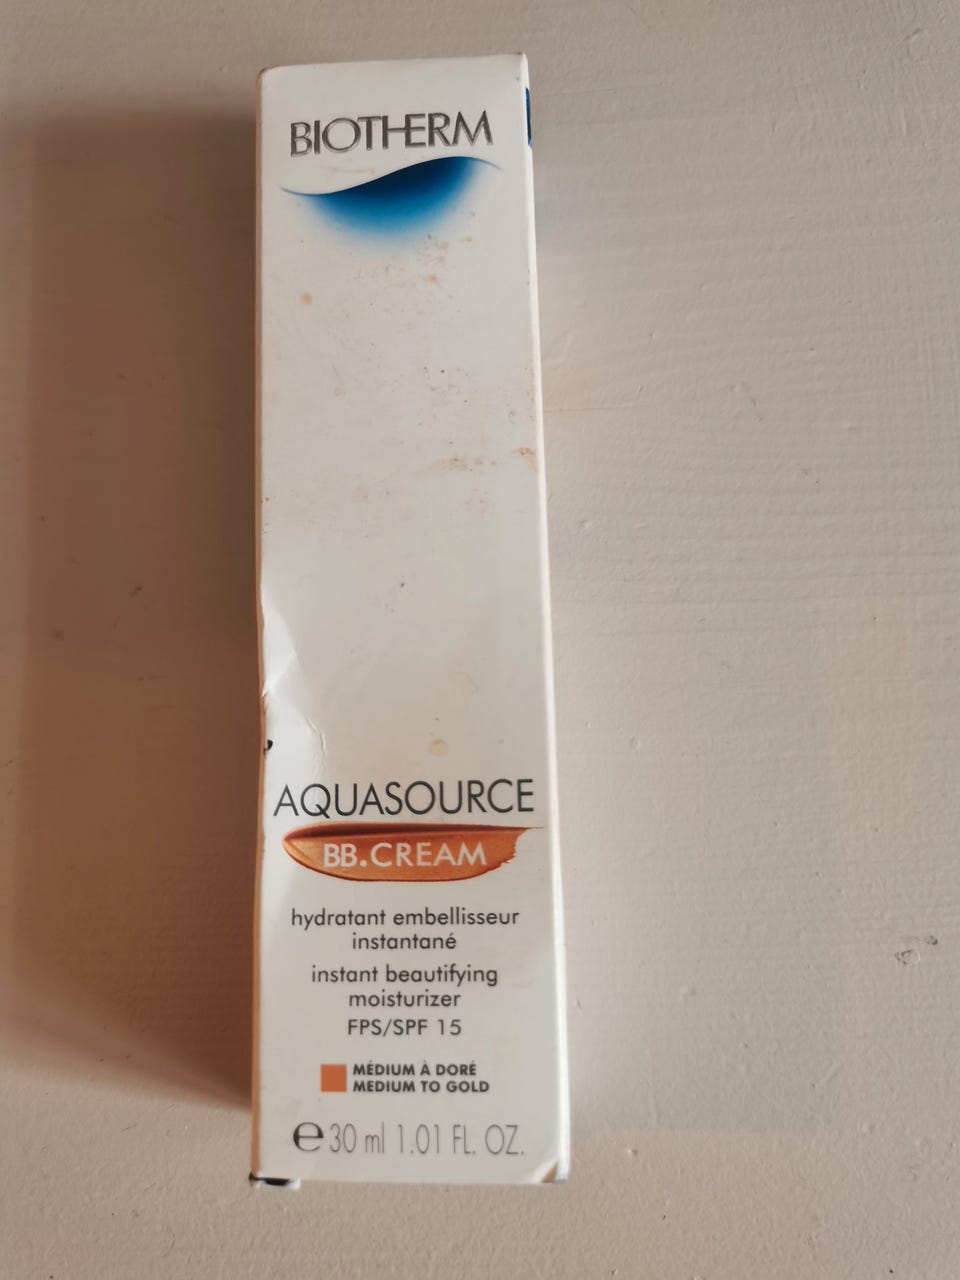 BIOTHERM
AQUASOURCE
BB.CREAM
hydratant embellisseur
instantané
instant beautifying
moisturizer
FPS/SPF 15
MÉDIUM À DORÉ
MEDIUM TO GOLD
℮ 30 ml 1.01 FL. OZ.